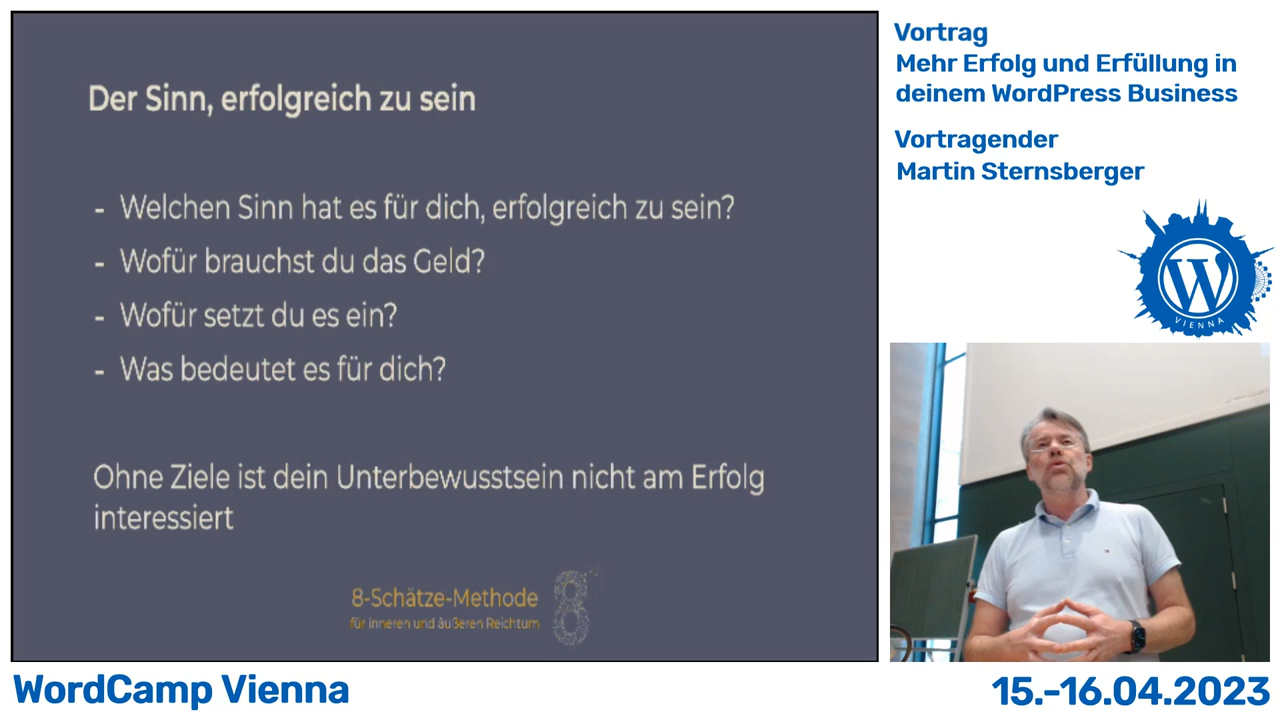 Der Sinn, erfolgreich zu sein
- Welchen Sinn hat es für dich, erfolgreich zu sein?
- Wofür brauchst du das Geld?
- Wofür setzt du es ein?
- Was bedeutet es für dich?
Ohne Ziele ist dein Unterbewusstsein nicht am Erfolg
interessiert
8-Schätze-Methode
für inneren und äußeren Reichtum
8
Vortrag
Mehr Erfolg und Erfüllung in
deinem WordPress Business
Vortragender
Martin Sternsberger
W
VIENNA
WordCamp Vienna
15.-16.04.2023